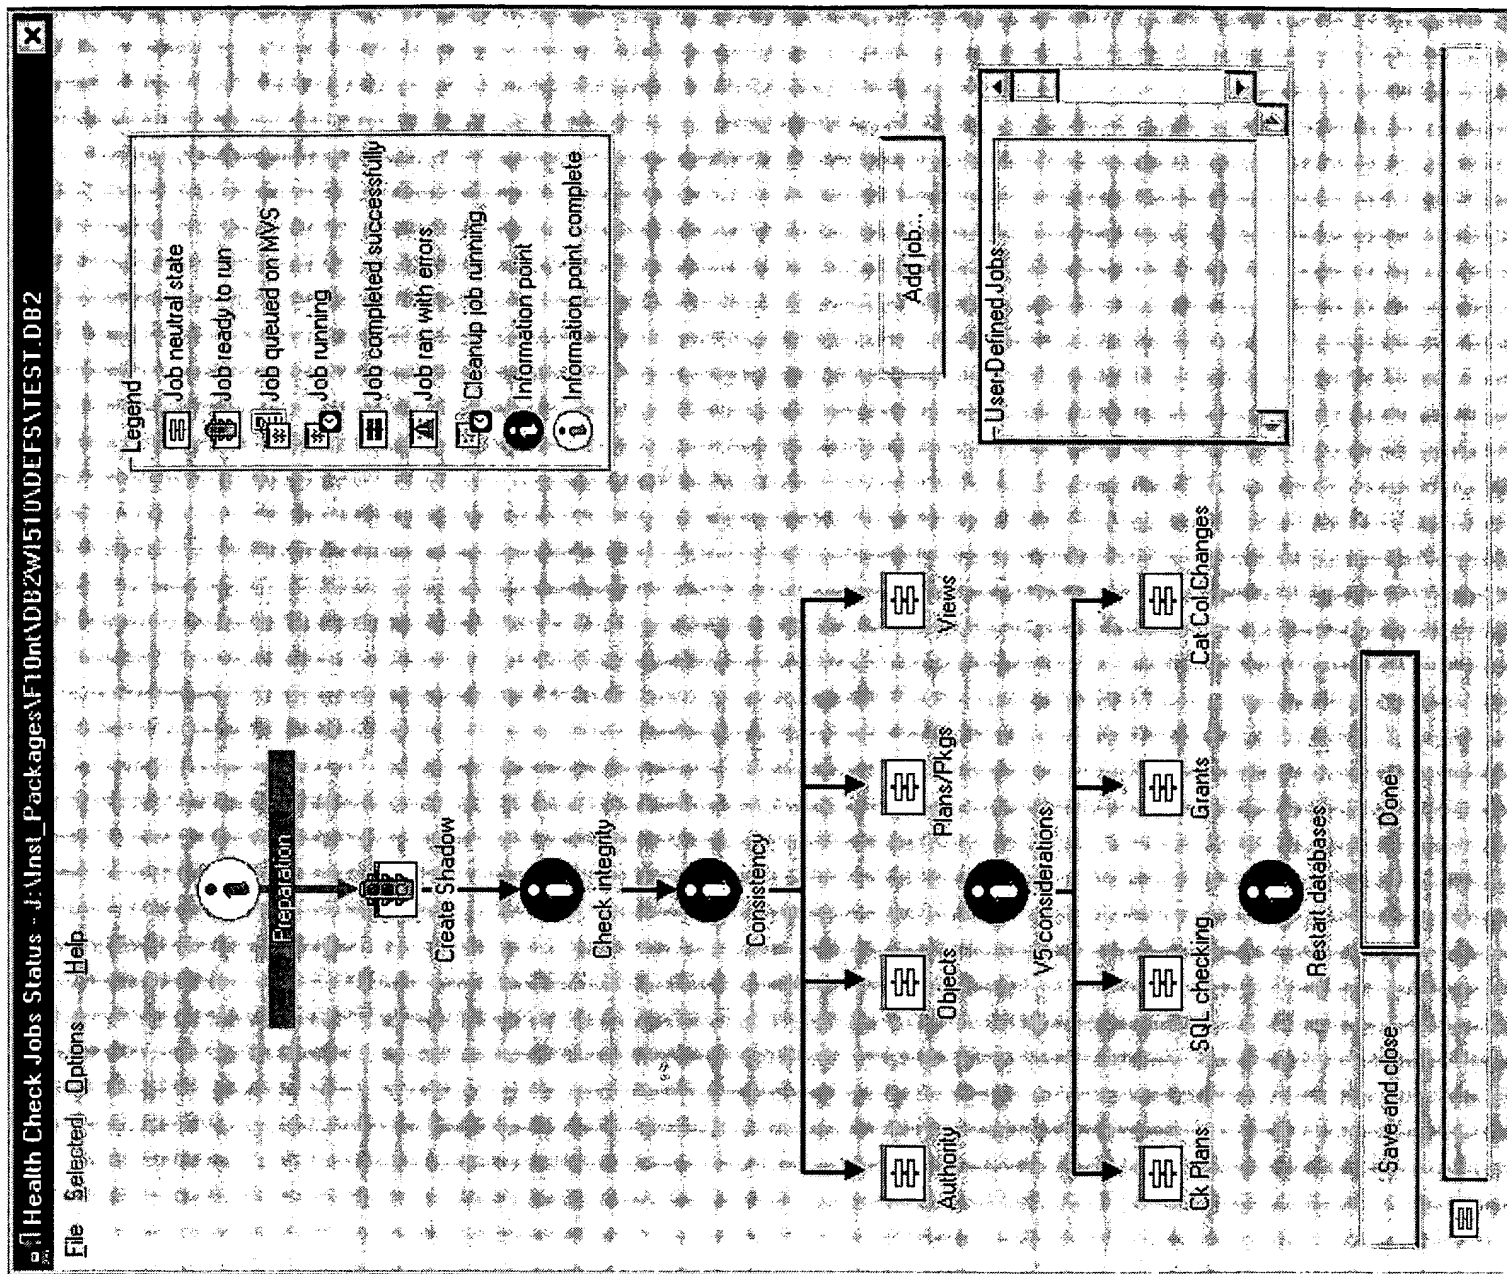 Health Check Jobs Status - J:\Inst_Packages\F10nt\DB2WI510\DEFS\TEST.DB2
File Selected Options Help
Preparation
Create Shadow
Check integrity
Consistency
Authority Objects Plans/Pkgs Views
V5 considerations
Ck Plans SQL checking Grants Cat Col Changes
Restart databases
Save and close Done
Legend
Job neutral state
Job ready to run
Job queued on MVS
Job running
Job completed successfully
Job ran with errors
Cleanup job running
Information point
Information point complete
Add job...
User-Defined Jobs